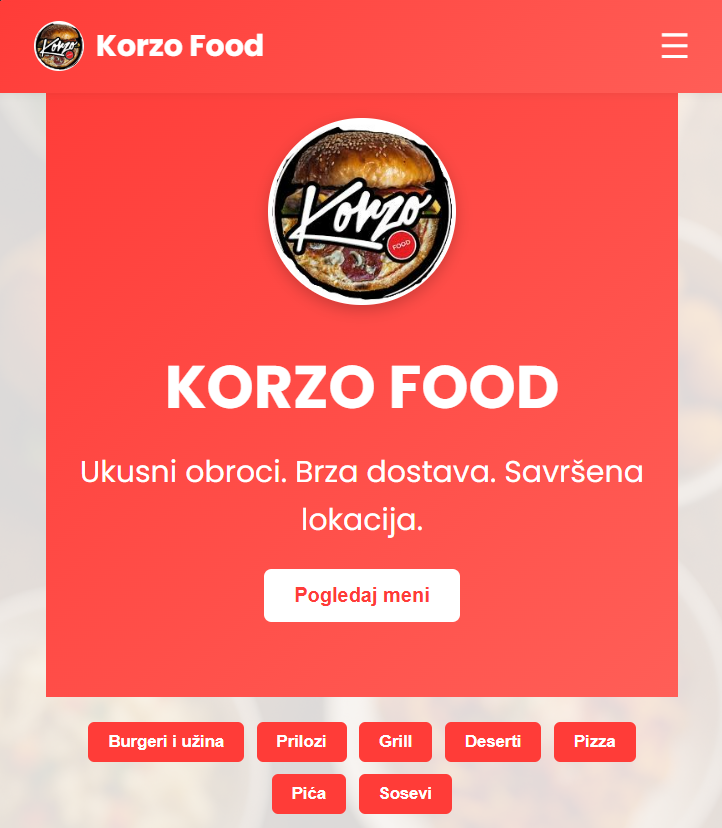 Korzo
Korzo Food
☰
Korzo
FOOD
KORZO FOOD
Ukusni obroci. Brza dostava. Savršena
lokacija.
Pogledaj meni
Burgeri i užina
Prilozi
Grill
Deserti
Pizza
Pića
Sosevi